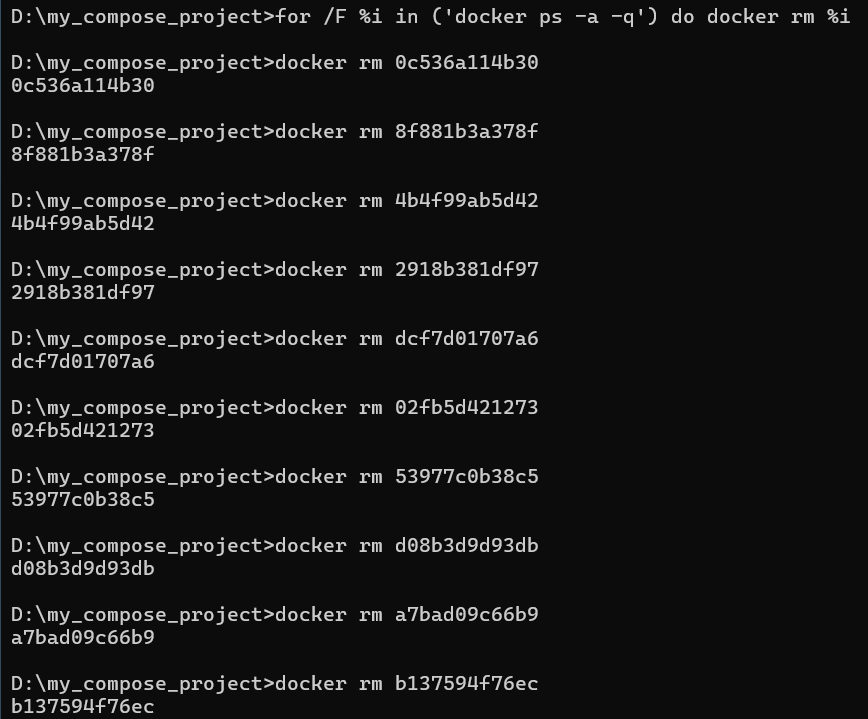 D:\my_compose_project>for /F %i in ('docker ps -a -q') do docker rm %i
D:\my_compose_project>docker rm 0c536a114b30
0c536a114b30
D:\my_compose_project>docker rm 8f881b3a378f
8f881b3a378f
D:\my_compose_project>docker rm 4b4f99ab5d42
4b4f99ab5d42
D:\my_compose_project>docker rm 2918b381df97
2918b381df97
D:\my_compose_project>docker rm dcf7d01707a6
dcf7d01707a6
D:\my_compose_project>docker rm 02fb5d421273
02fb5d421273
D:\my_compose_project>docker rm 53977c0b38c5
53977c0b38c5
D:\my_compose_project>docker rm d08b3d9d93db
d08b3d9d93db
D:\my_compose_project>docker rm a7bad09c66b9
a7bad09c66b9
D:\my_compose_project>docker rm b137594f76ec
b137594f76ec